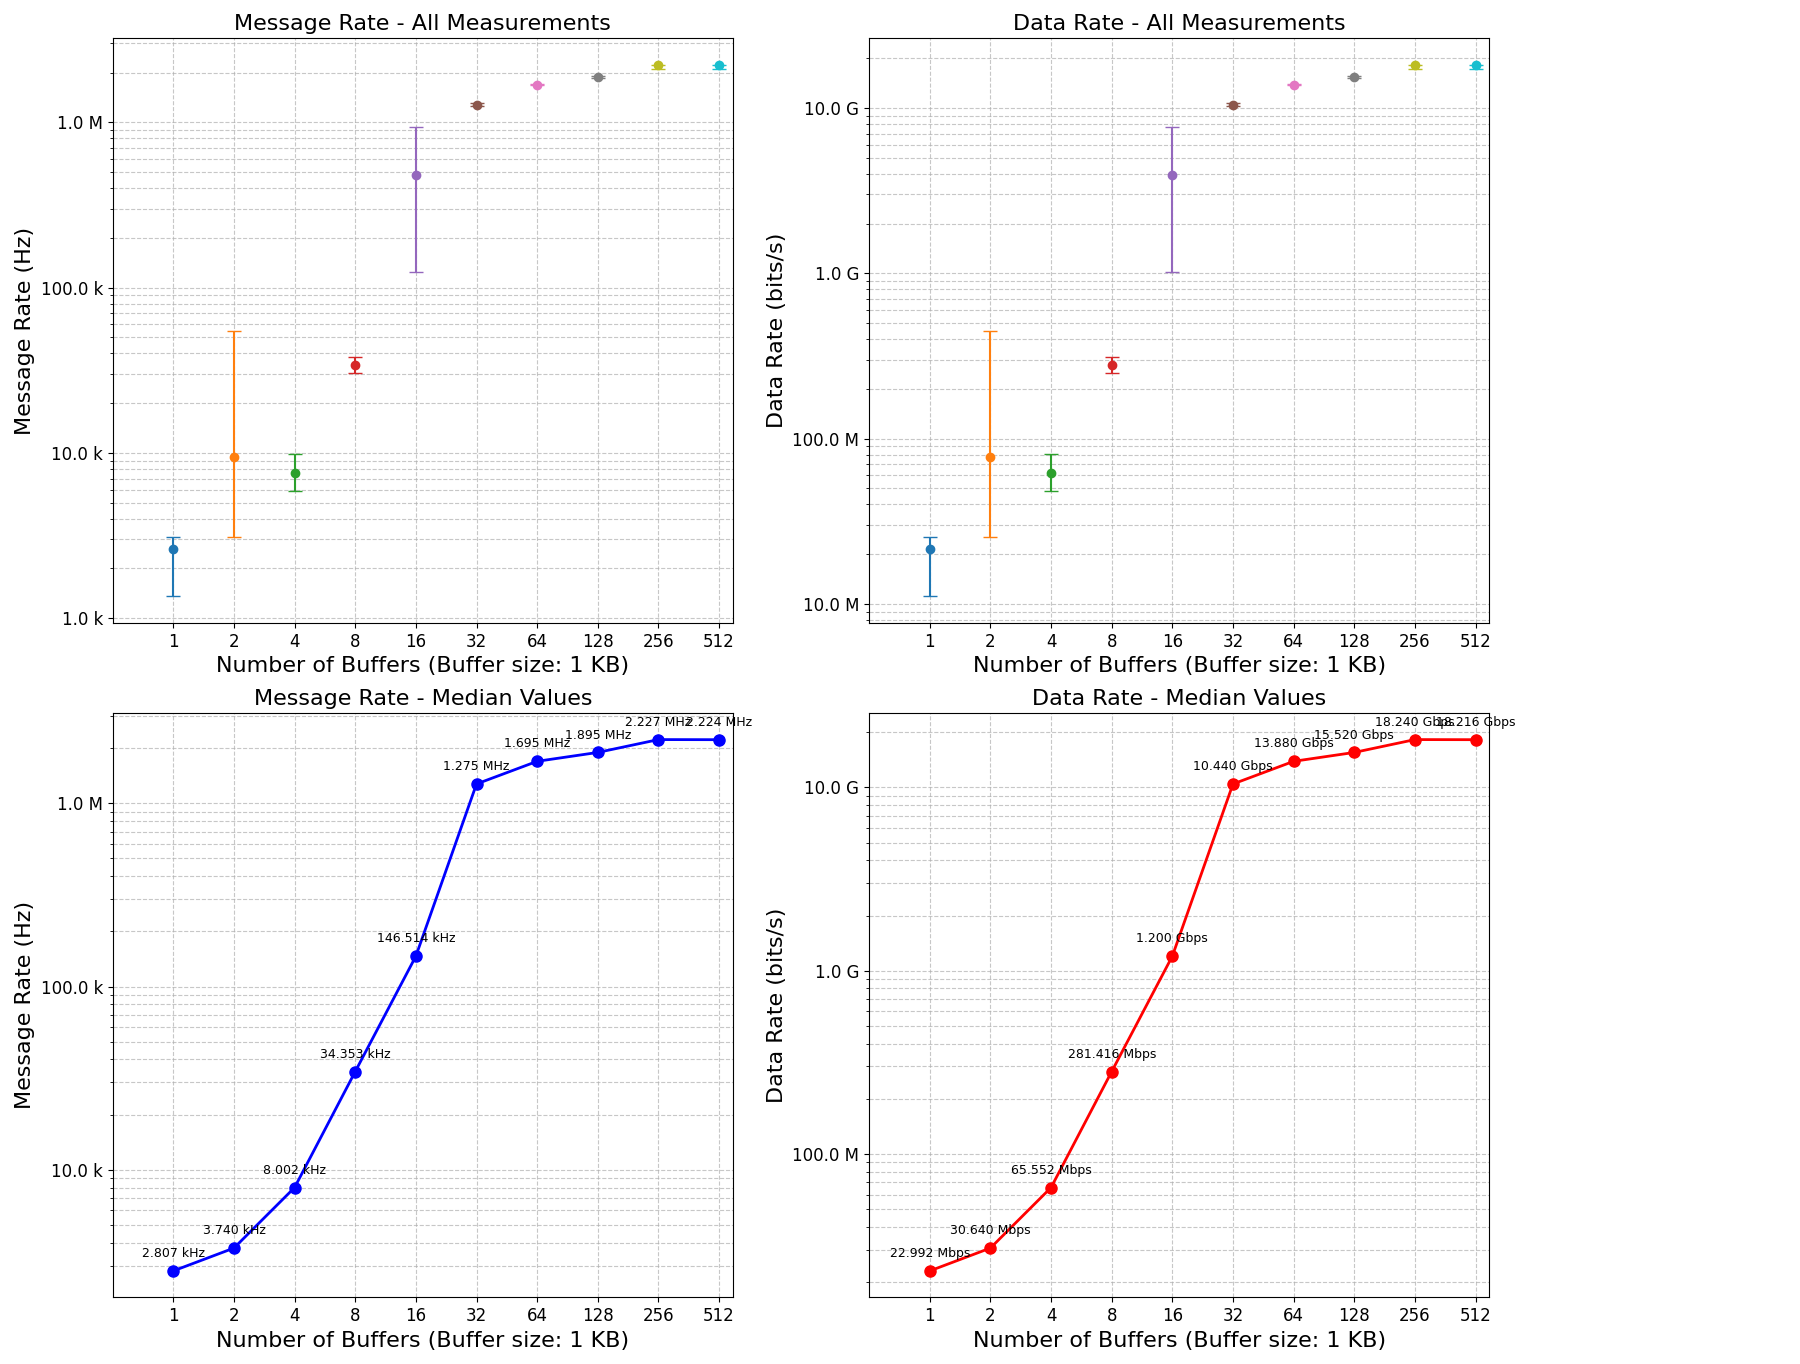 Message Rate - All Measurements
Message Rate (Hz)
1.0 M
100.0 k
10.0 k
1.0 k
1 2 4 8 16 32 64 128 256 512
Number of Buffers (Buffer size: 1 KB)
Data Rate - All Measurements
Data Rate (bits/s)
10.0 G
1.0 G
100.0 M
10.0 M
1 2 4 8 16 32 64 128 256 512
Number of Buffers (Buffer size: 1 KB)
Message Rate - Median Values
Message Rate (Hz)
1.0 M
100.0 k
10.0 k
2.807 kHz
3.740 kHz
8.002 kHz
34.353 kHz
146.514 kHz
1.275 MHz
1.695 MHz
1.895 MHz
2.227 MHz
2.224 MHz
1 2 4 8 16 32 64 128 256 512
Number of Buffers (Buffer size: 1 KB)
Data Rate - Median Values
Data Rate (bits/s)
10.0 G
1.0 G
100.0 M
22.992 Mbps
30.640 Mbps
65.552 Mbps
281.416 Mbps
1.200 Gbps
10.440 Gbps
13.880 Gbps
15.520 Gbps
18.240 Gbps
18.216 Gbps
1 2 4 8 16 32 64 128 256 512
Number of Buffers (Buffer size: 1 KB)